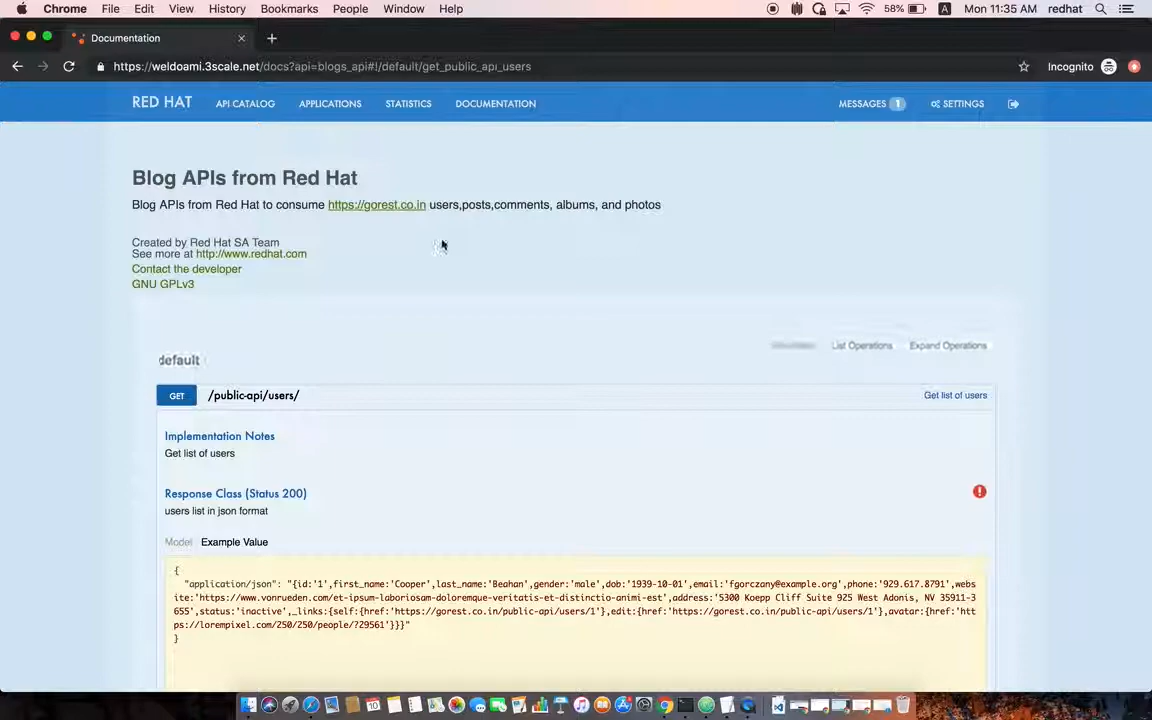 Chrome File Edit View History Bookmarks People Window Help 58% A Mon 11:35 AM redhat
Documentation
https://weldoami.3scale.net/docs?api=blogs_api#!/default/get_public_api_users Incognito
RED HAT API CATALOG APPLICATIONS STATISTICS DOCUMENTATION MESSAGES 1 SETTINGS
Blog APIs from Red Hat
Blog APIs from Red Hat to consume https://gorest.co.in users,posts,comments, albums, and photos
Created by Red Hat SA Team
See more at http://www.redhat.com
Contact the developer
GNU GPLv3
default List Operations Expand Operations
GET /public-api/users/ Get list of users
Implementation Notes
Get list of users
Response Class (Status 200)
users list in json format
Model Example Value
{
"application/json": "{id:'1',first_name:'Cooper',last_name:'Beahan',gender:'male',dob:'1939-10-01',email:'fgorczany@example.org',phone:'929.617.8791',webs
ite:'https://www.vonrueden.com/et-ipsum-laboriosam-doloremque-veritatis-et-distinctio-animi-est',address:'5300 Koepp Cliff Suite 925 West Adonis, NV 35911-3
655',status:'inactive',_links:{self:{href:'https://gorest.co.in/public-api/users/1'},edit:{href:'https://gorest.co.in/public-api/users/1'},avatar:{href:'htt
ps://lorempixel.com/250/250/people/?29561'}}}"
}